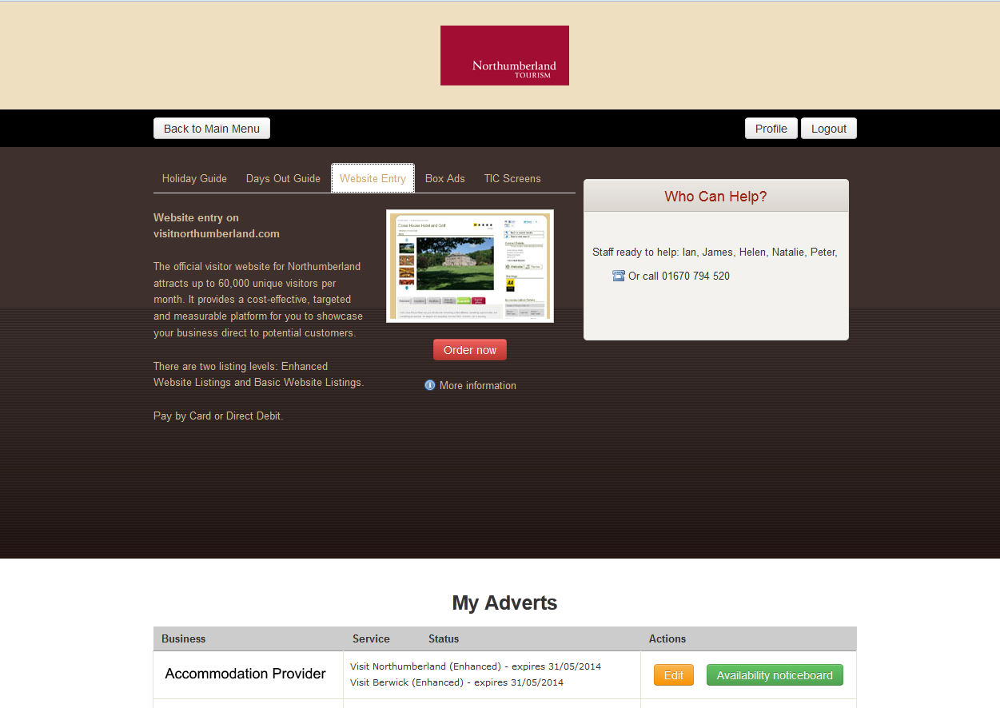 Northumberland
TOURISM
Back to Main Menu
Profile
Logout
Holiday Guide
Days Out Guide
Website Entry
Box Ads
TIC Screens
Website entry on
visitnorthumberland.com
The official visitor website for Northumberland
attracts up to 60,000 unique visitors per
month. It provides a cost-effective, targeted
and measurable platform for you to showcase
your business direct to potential customers.
There are two listing levels: Enhanced
Website Listings and Basic Website Listings.
Pay by Card or Direct Debit.
Close House Hotel and Golf
AA
Order now
More information
Who Can Help?
Staff ready to help: Ian, James, Helen, Natalie, Peter,
Or call 01670 794 520
My Adverts
Business Service Status Actions
Accommodation Provider
Visit Northumberland (Enhanced) - expires 31/05/2014
Visit Berwick (Enhanced) - expires 31/05/2014
Edit
Availability noticeboard